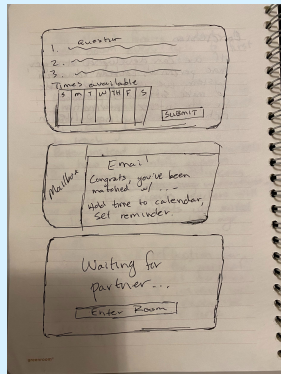 Question
1.
2.
3.
Times available
S M T W TH F S
SUBMIT
Mailbox
Email
Congrats, you've been
matched w/ ...
Hold time to calendar,
set reminder
Waiting for
partner...
Enter Room